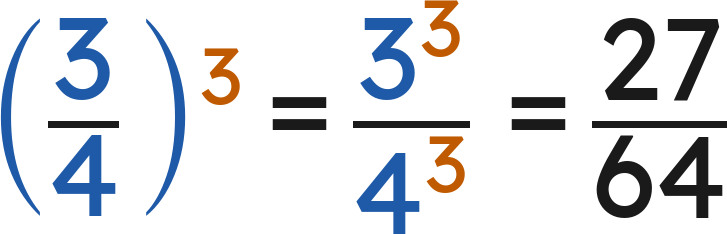 (3/4)³ = 3³/4³ = 27/64